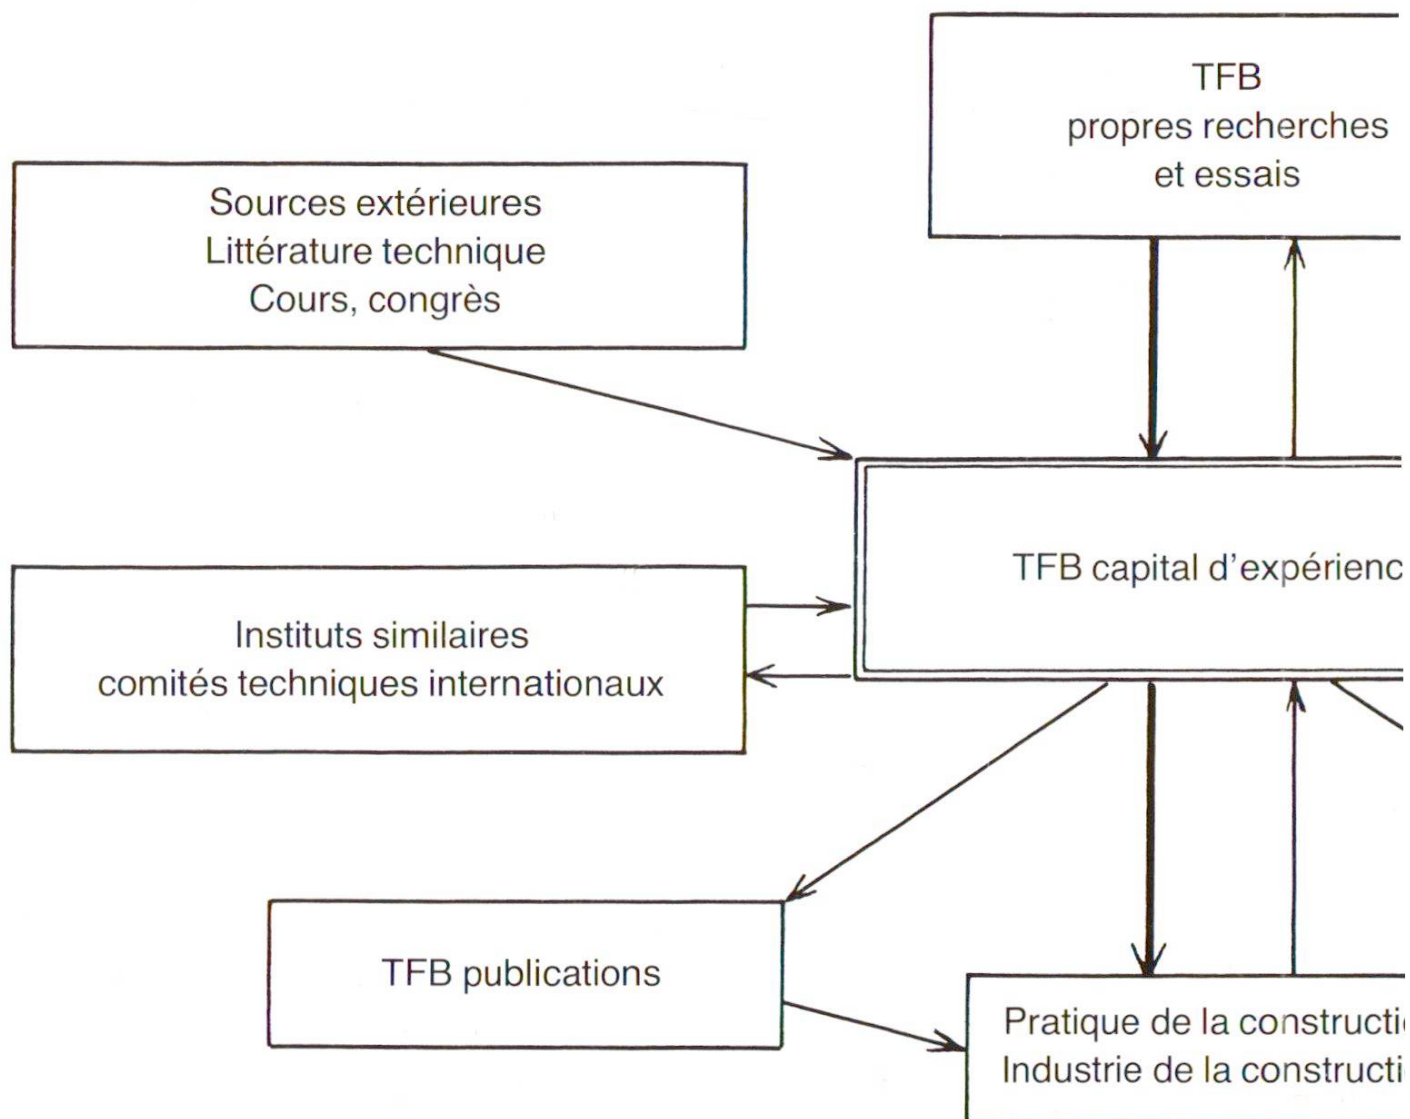 TFB
propres recherches
et essais
Sources extérieures
Littérature technique
Cours, congrès
TFB capital d'expérienc
Instituts similaires
comités techniques internationaux
TFB publications
Pratique de la constructi
Industrie de la constructi